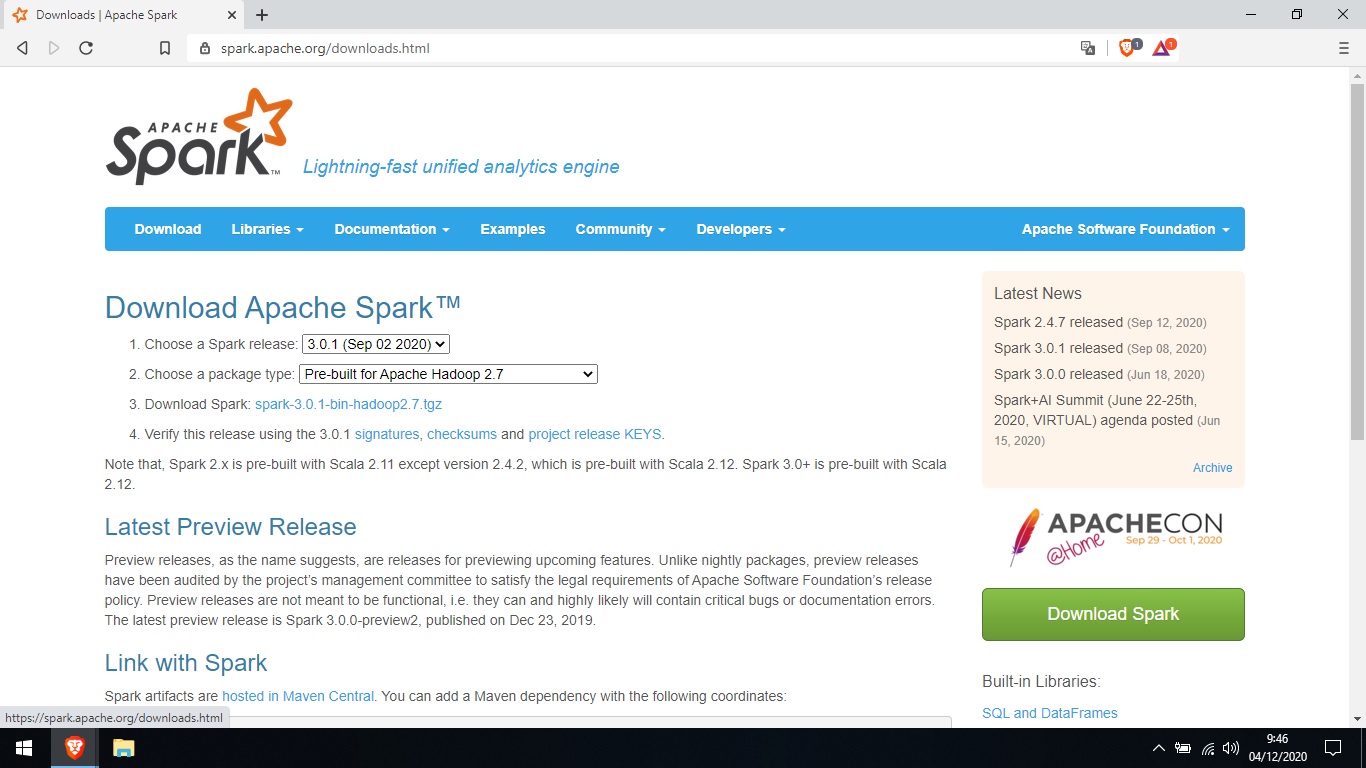 Downloads | Apache Spark
spark.apache.org/downloads.html
1
1
APACHE
Spark™
Lightning-fast unified analytics engine
Download Libraries Documentation Examples Community Developers Apache Software Foundation
Download Apache Spark™
1. Choose a Spark release: 3.0.1 (Sep 02 2020)
2. Choose a package type: Pre-built for Apache Hadoop 2.7
3. Download Spark: spark-3.0.1-bin-hadoop2.7.tgz
4. Verify this release using the 3.0.1 signatures, checksums and project release KEYS.
Note that, Spark 2.x is pre-built with Scala 2.11 except version 2.4.2, which is pre-built with Scala 2.12. Spark 3.0+ is pre-built with Scala
2.12.
Latest Preview Release
Preview releases, as the name suggests, are releases for previewing upcoming features. Unlike nightly packages, preview releases
have been audited by the project's management committee to satisfy the legal requirements of Apache Software Foundation's release
policy. Preview releases are not meant to be functional, i.e. they can and highly likely will contain critical bugs or documentation errors.
The latest preview release is Spark 3.0.0-preview2, published on Dec 23, 2019.
Link with Spark
Spark artifacts are hosted in Maven Central. You can add a Maven dependency with the following coordinates:
Latest News
Spark 2.4.7 released (Sep 12, 2020)
Spark 3.0.1 released (Sep 08, 2020)
Spark 3.0.0 released (Jun 18, 2020)
Spark+AI Summit (June 22-25th,
2020, VIRTUAL) agenda posted (Jun
15, 2020)
Archive
APACHECON
@Home Sep 29 - Oct 1, 2020
Download Spark
Built-in Libraries:
SQL and DataFrames
https://spark.apache.org/downloads.html
9:46
04/12/2020